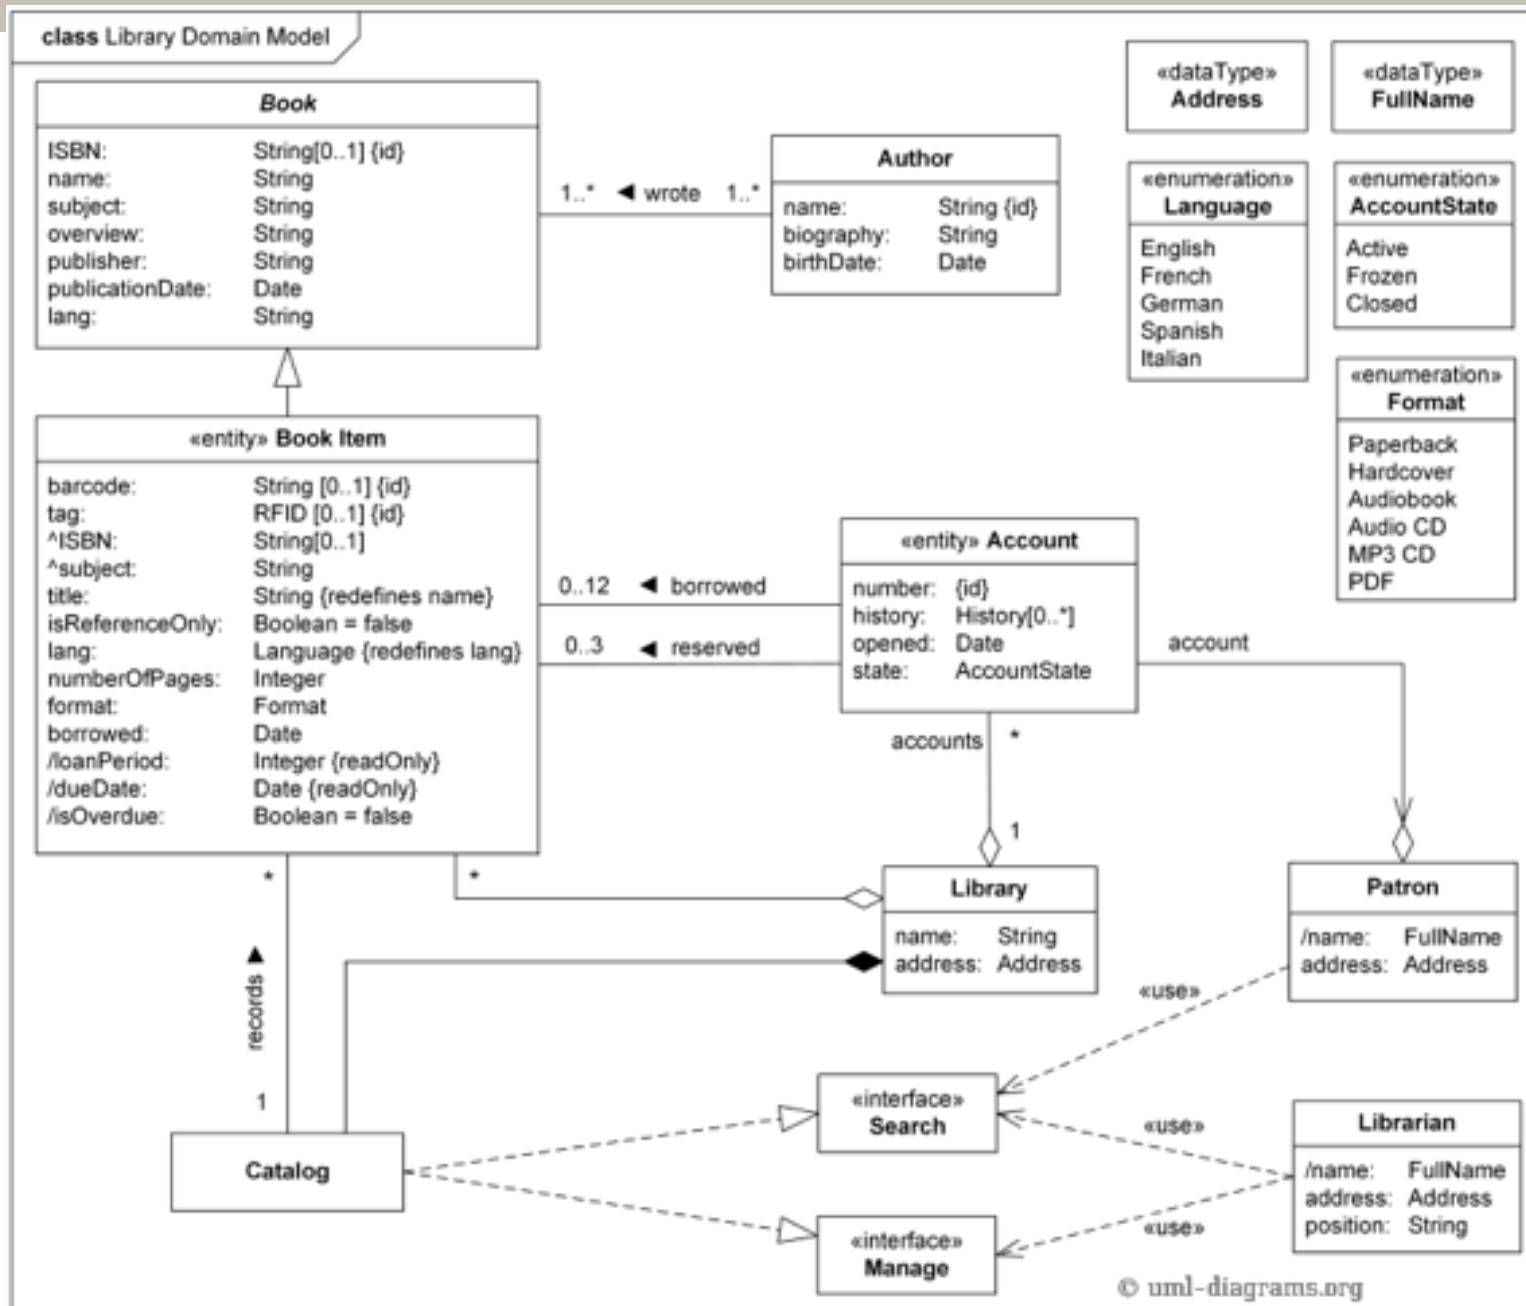 class Library Domain Model
Book
ISBN: String[0..1] {id}
name: String
subject: String
overview: String
publisher: String
publicationDate: Date
lang: String
1..* ◄ wrote 1..*
Author
name: String {id}
biography: String
birthDate: Date
«dataType»
Address
«dataType»
FullName
«enumeration»
Language
English
French
German
Spanish
Italian
«enumeration»
AccountState
Active
Frozen
Closed
«enumeration»
Format
Paperback
Hardcover
Audiobook
Audio CD
MP3 CD
PDF
«entity» Book Item
barcode: String [0..1] {id}
tag: RFID [0..1] {id}
^ISBN: String[0..1]
^subject: String
title: String {redefines name}
isReferenceOnly: Boolean = false
lang: Language {redefines lang}
numberOfPages: Integer
format: Format
borrowed: Date
/loanPeriod: Integer {readOnly}
/dueDate: Date {readOnly}
/isOverdue: Boolean = false
0..12 ◄ borrowed
0..3 ◄ reserved
«entity» Account
number: {id}
history: History[0..*]
opened: Date
state: AccountState
account
accounts *
1
* *
Library
name: String
address: Address
Patron
/name: FullName
address: Address
records ►
1
Catalog
«interface»
Search
«interface»
Manage
«use»
«use»
«use»
Librarian
/name: FullName
address: Address
position: String
© uml-diagrams.org